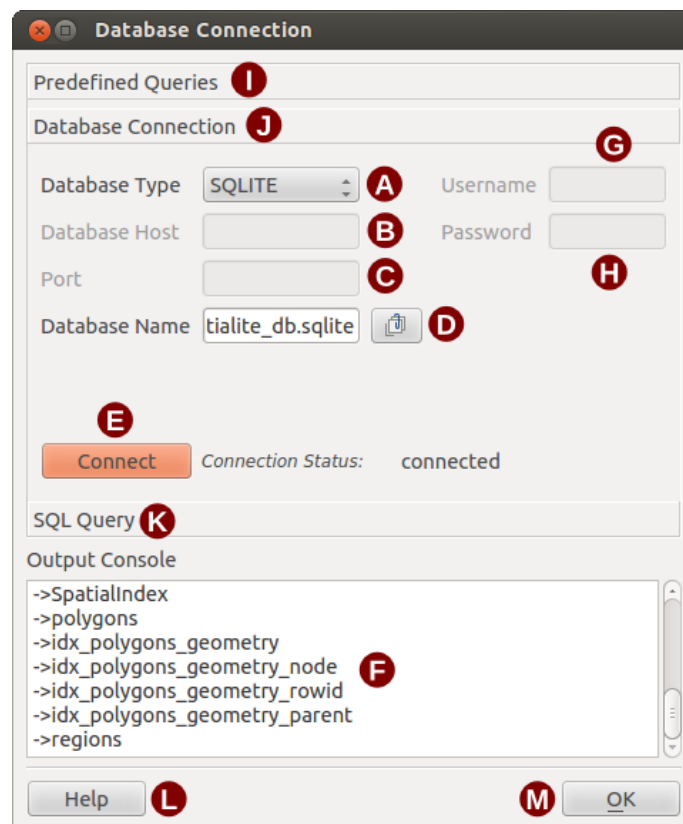 Database Connection
Predefined Queries I
Database Connection J
G
Database Type SQLITE A Username
Database Host B Password
Port C H
Database Name tialite_db.sqlite D
E
Connect Connection Status: connected
SQL Query K
Output Console
->SpatialIndex
->polygons
->idx_polygons_geometry
->idx_polygons_geometry_node F
->idx_polygons_geometry_rowid
->idx_polygons_geometry_parent
->regions
Help L M OK